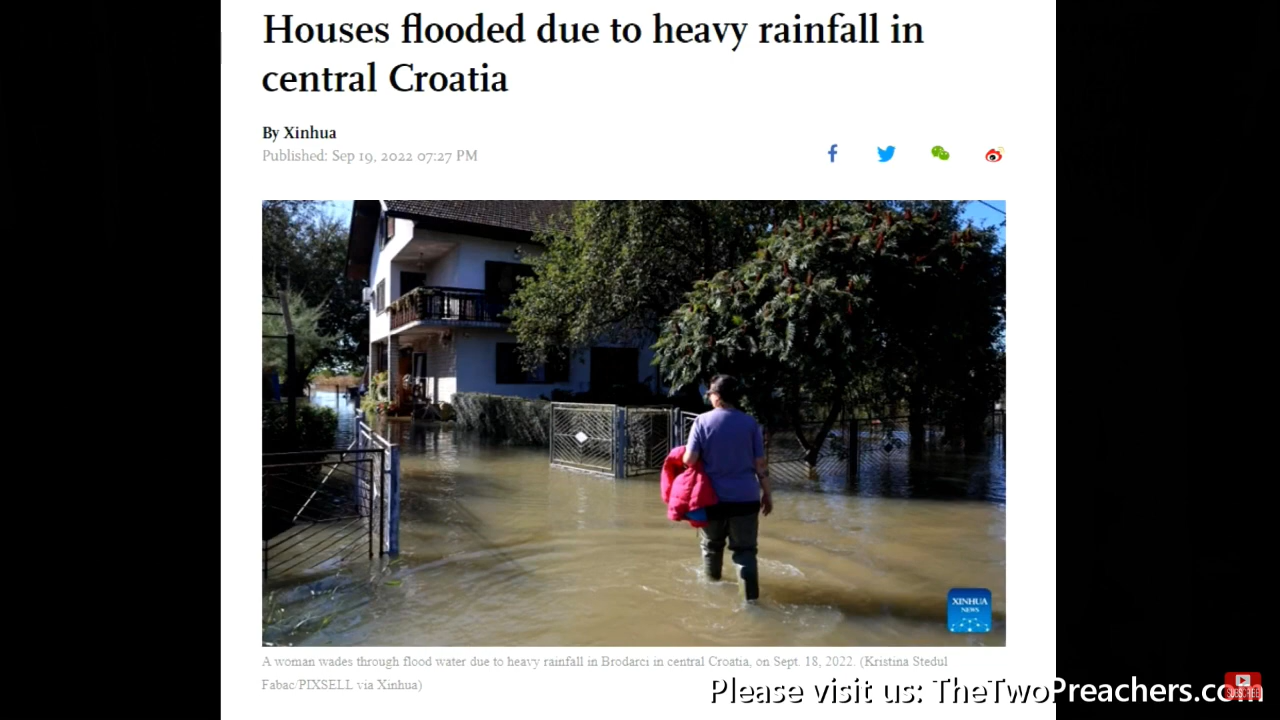 Houses flooded due to heavy rainfall in
central Croatia
By Xinhua
Published: Sep 19, 2022 07:27 PM
XINHUA
NEWS
A woman wades through flood water due to heavy rainfall in Brodarci in central Croatia, on Sept. 18, 2022. (Kristina Stedul
Fabac/PIXSELL via Xinhua)
Please visit us: TheTwoPreachers.com
SUBSCRIBE